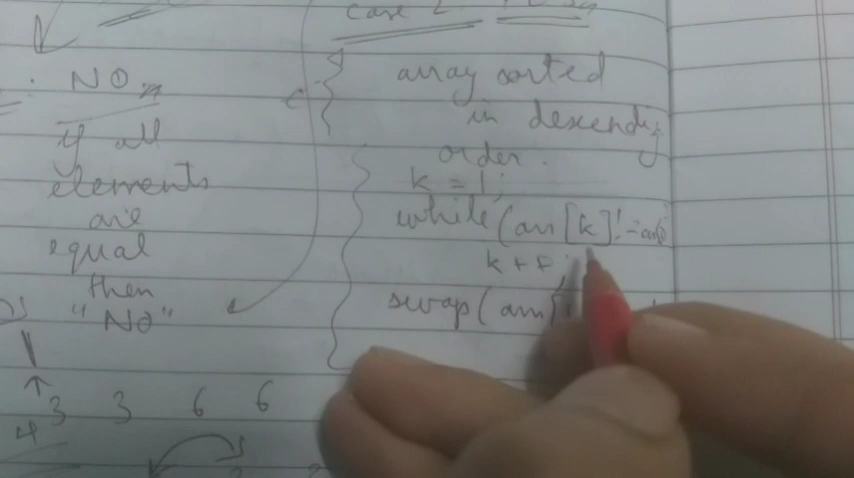 case 2
NO
if all
elements
are
equal
then
"NO"
3 3 6 6
4
array sorted
in descending
order.
k = 1;
while (arr[k] !=
k++;
swap(arr[